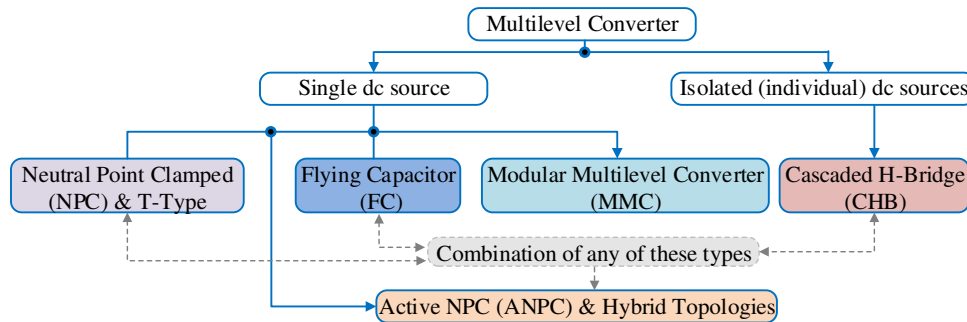 Multilevel Converter
Single dc source
Isolated (individual) dc sources
Neutral Point Clamped
(NPC) & T-Type
Flying Capacitor
(FC)
Modular Multilevel Converter
(MMC)
Cascaded H-Bridge
(CHB)
Combination of any of these types
Active NPC (ANPC) & Hybrid Topologies